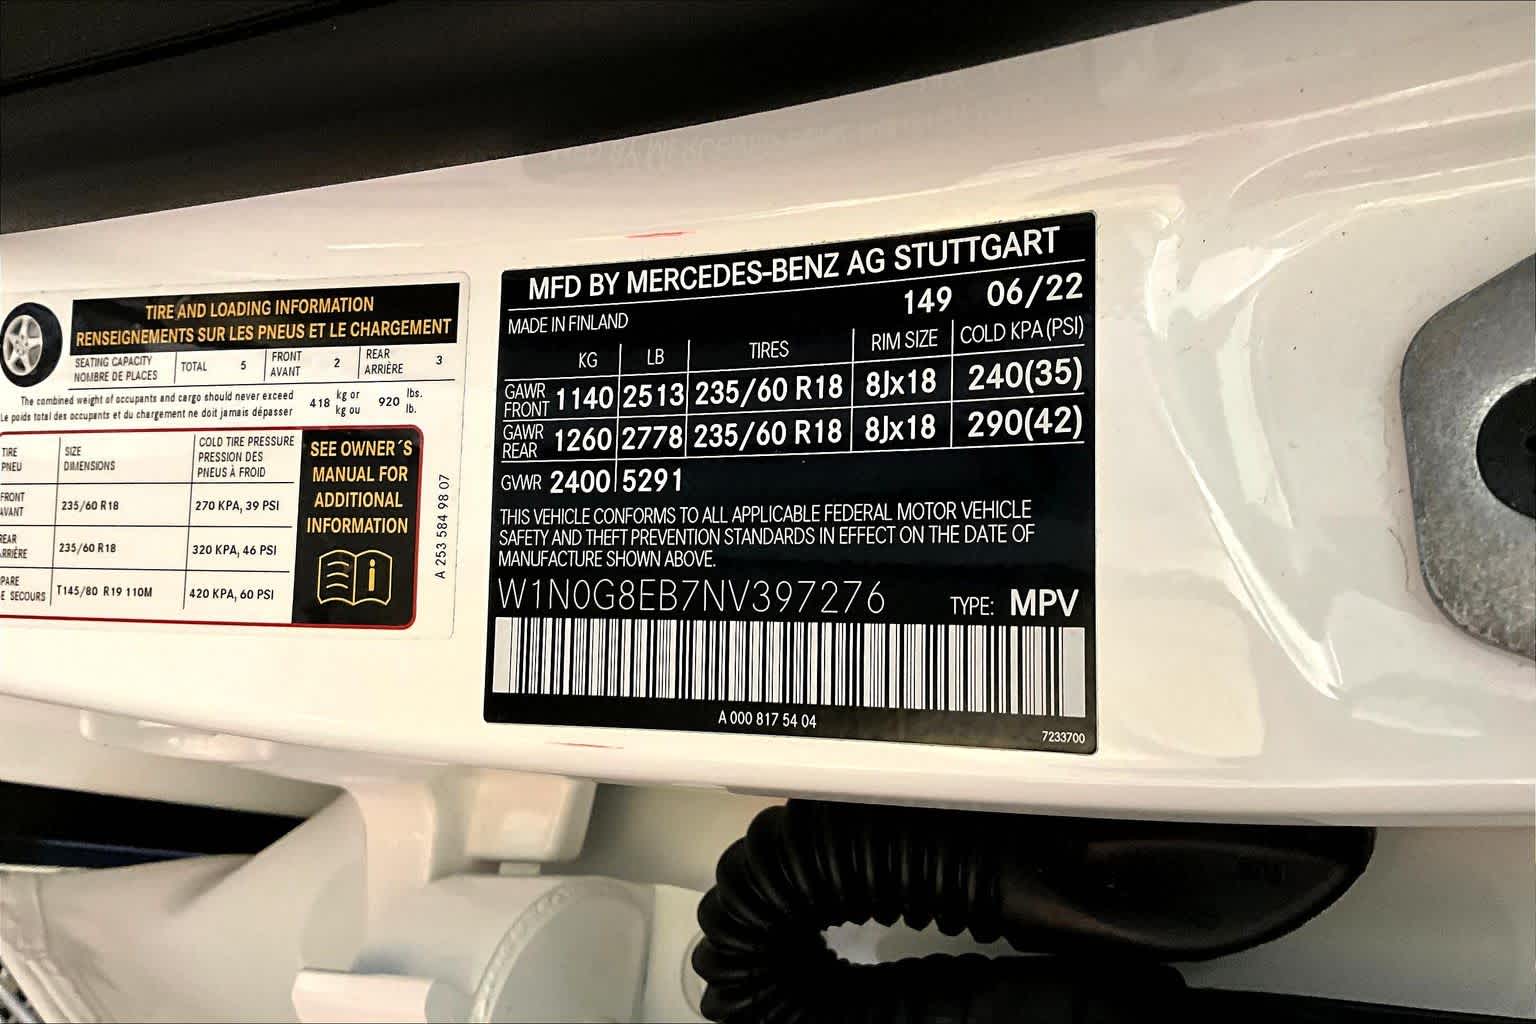 TIRE AND LOADING INFORMATION
RENSEIGNEMENTS SUR LES PNEUS ET LE CHARGEMENT
SEATING CAPACITY
NOMBRE DE PLACES
TOTAL 5
FRONT
AVANT
2
REAR
ARRIÈRE
3
The combined weight of occupants and cargo should never exceed
Le poids total des occupants et du chargement ne doit jamais dépasser
418 kg or
kg ou
920 lbs.
lb.
TIRE
PNEU
SIZE
DIMENSIONS
COLD TIRE PRESSURE
PRESSION DES
PNEUS À FROID
FRONT
AVANT
235/60 R18
270 KPA, 39 PSI
REAR
ARRIÈRE
235/60 R18
320 KPA, 46 PSI
PARE
E SECOURS
T145/80 R19 110M
420 KPA, 60 PSI
SEE OWNER´S
MANUAL FOR
ADDITIONAL
INFORMATION
i
A 253 584 98 07
MFD BY MERCEDES-BENZ AG STUTTGART
149 06/22
MADE IN FINLAND
KG LB TIRES RIM SIZE COLD KPA (PSI)
GAWR
FRONT
1140 2513 235/60 R18 8Jx18 240(35)
GAWR
REAR
1260 2778 235/60 R18 8Jx18 290(42)
GVWR 2400 5291
THIS VEHICLE CONFORMS TO ALL APPLICABLE FEDERAL MOTOR VEHICLE
SAFETY AND THEFT PREVENTION STANDARDS IN EFFECT ON THE DATE OF
MANUFACTURE SHOWN ABOVE.
W1N0G8EB7NV397276 TYPE: MPV
A 000 817 54 04
7233700